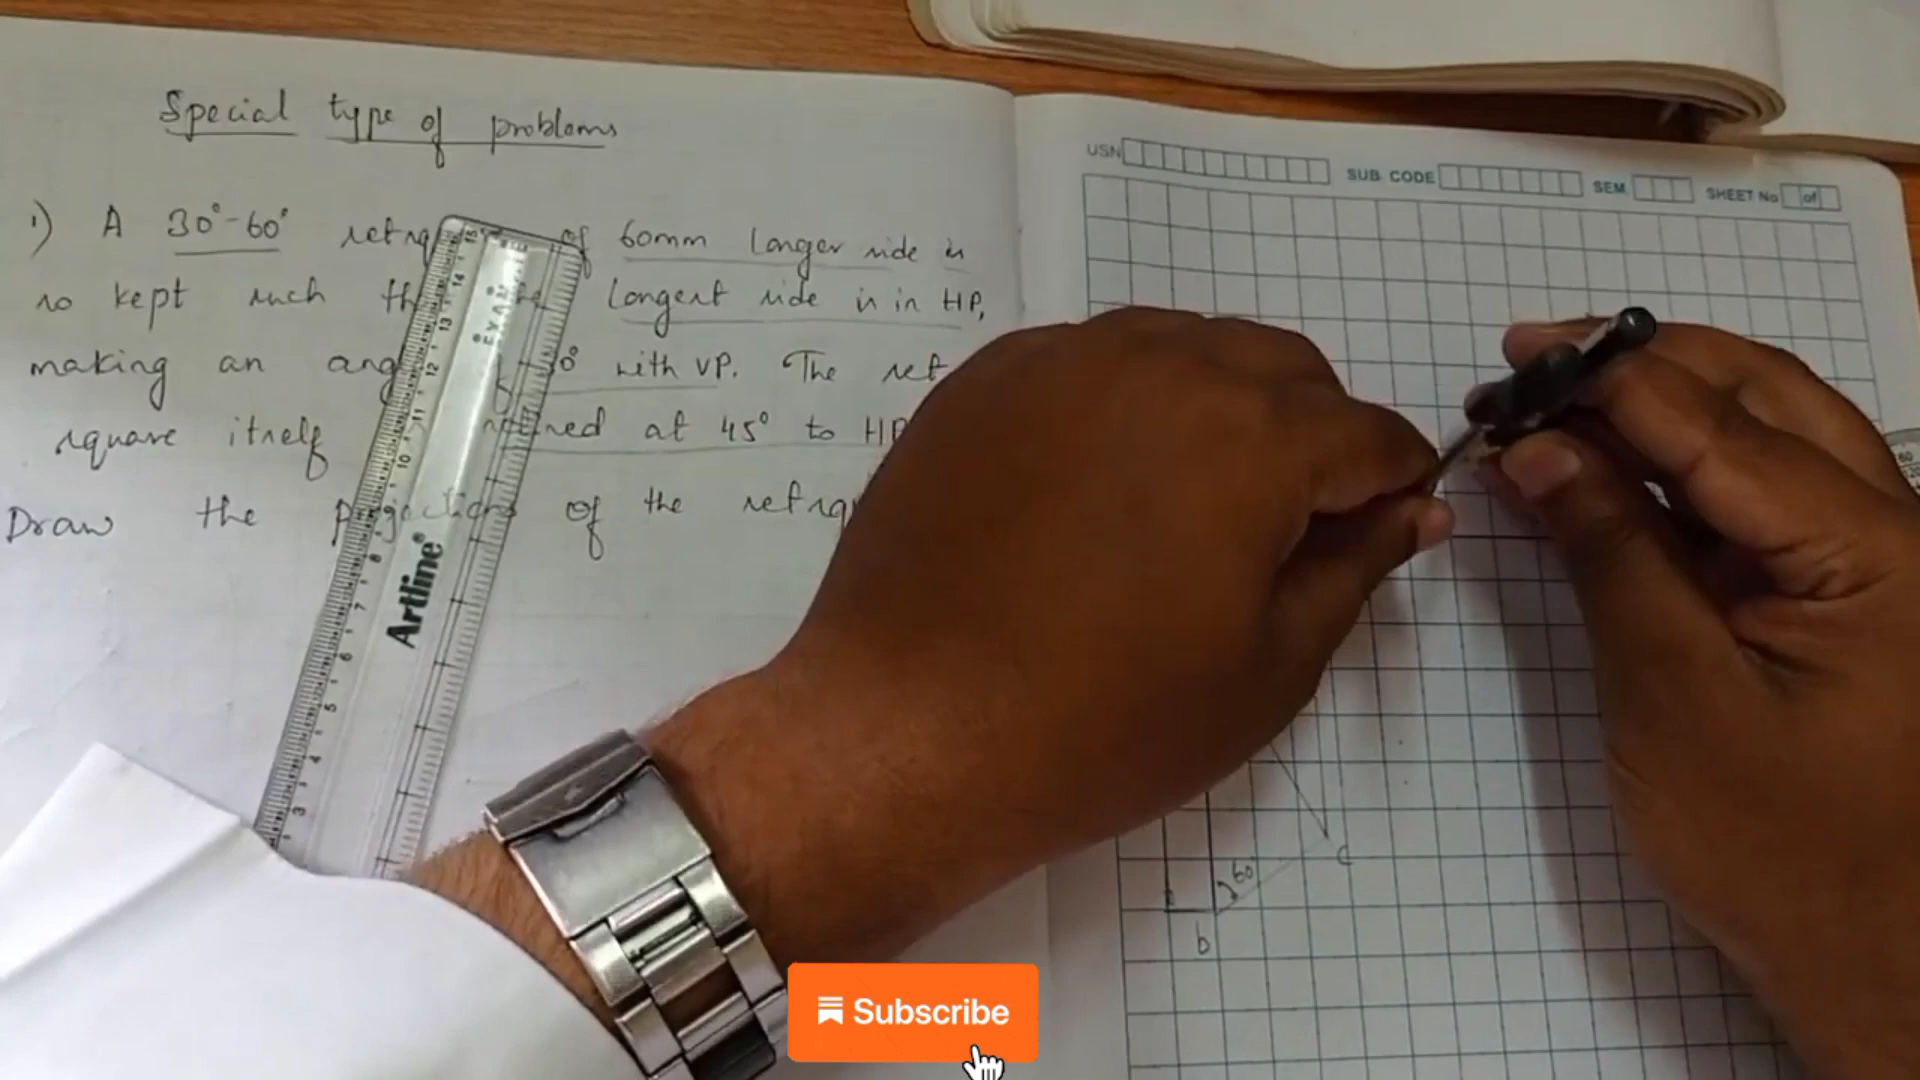 Special type of problems
1) A 30°-60° of 60mm longer side is
so kept such longest side is in HP,
making an with VP. The set
square itself at 45° to HP
Draw the projections of the
Artline
USN SUB CODE SEM SHEET No of
60°
c
b
Subscribe